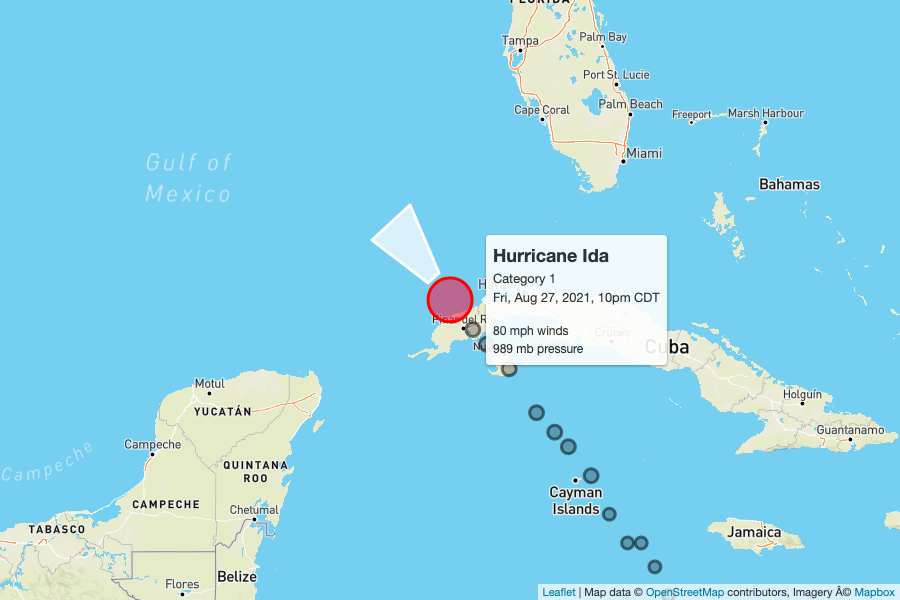 FLORIDA
Tampa
Palm Bay
Port St. Lucie
Cape Coral
Palm Beach
Freeport
Marsh Harbour
Miami
Gulf of
Mexico
Bahamas
Hurricane Ida
Category 1
Fri, Aug 27, 2021, 10pm CDT
80 mph winds
989 mb pressure
Pinar del Rio
Cruces
Cuba
Motul
YUCATÁN
Holguín
Campeche
Guantanamo
Campeche
QUINTANA
ROO
Cayman
Islands
CAMPECHE
Chetumal
TABASCO
Jamaica
Belize
Flores
Leaflet | Map data © OpenStreetMap contributors, Imagery Â© Mapbox